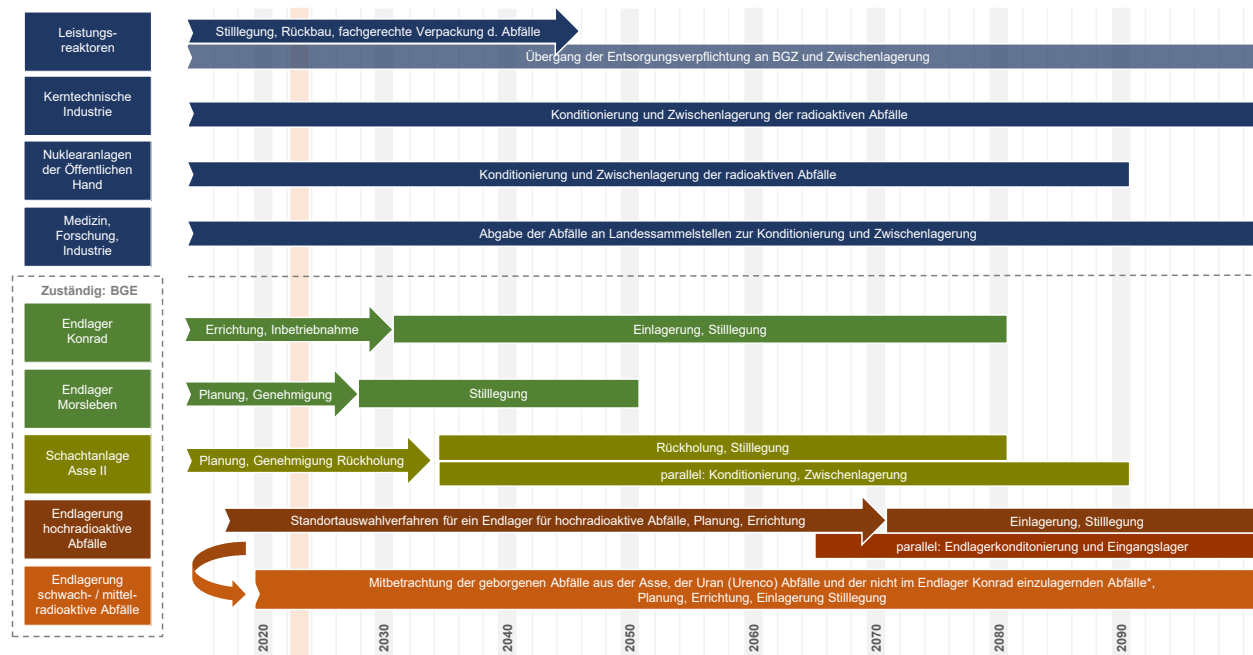 Leistungs-
reaktoren
Stilllegung, Rückbau, fachgerechte Verpackung d. Abfälle
Übergang der Entsorgungsverpflichtung an BGZ und Zwischenlagerung
Kerntechnische
Industrie
Konditionierung und Zwischenlagerung der radioaktiven Abfälle
Nuklearanlagen
der Öffentlichen
Hand
Konditionierung und Zwischenlagerung der radioaktiven Abfälle
Medizin,
Forschung,
Industrie
Abgabe der Abfälle an Landessammelstellen zur Konditionierung und Zwischenlagerung
Zuständig: BGE
Endlager
Konrad
Errichtung, Inbetriebnahme
Einlagerung, Stilllegung
Endlager
Morsleben
Planung, Genehmigung
Stilllegung
Schachtanlage
Asse II
Planung, Genehmigung Rückholung
Rückholung, Stilllegung
parallel: Konditionierung, Zwischenlagerung
Endlagerung
hochradioaktive
Abfälle
Standortauswahlverfahren für ein Endlager für hochradioaktive Abfälle, Planung, Errichtung
Einlagerung, Stilllegung
parallel: Endlagerkonditonierung und Eingangslager
Endlagerung
schwach- / mittel-
radioaktive Abfälle
Mitbetrachtung der geborgenen Abfälle aus der Asse, der Uran (Urenco) Abfälle und der nicht im Endlager Konrad einzulagernden Abfälle*,
Planung, Errichtung, Einlagerung Stilllegung
2020
2030
2040
2050
2060
2070
2080
2090